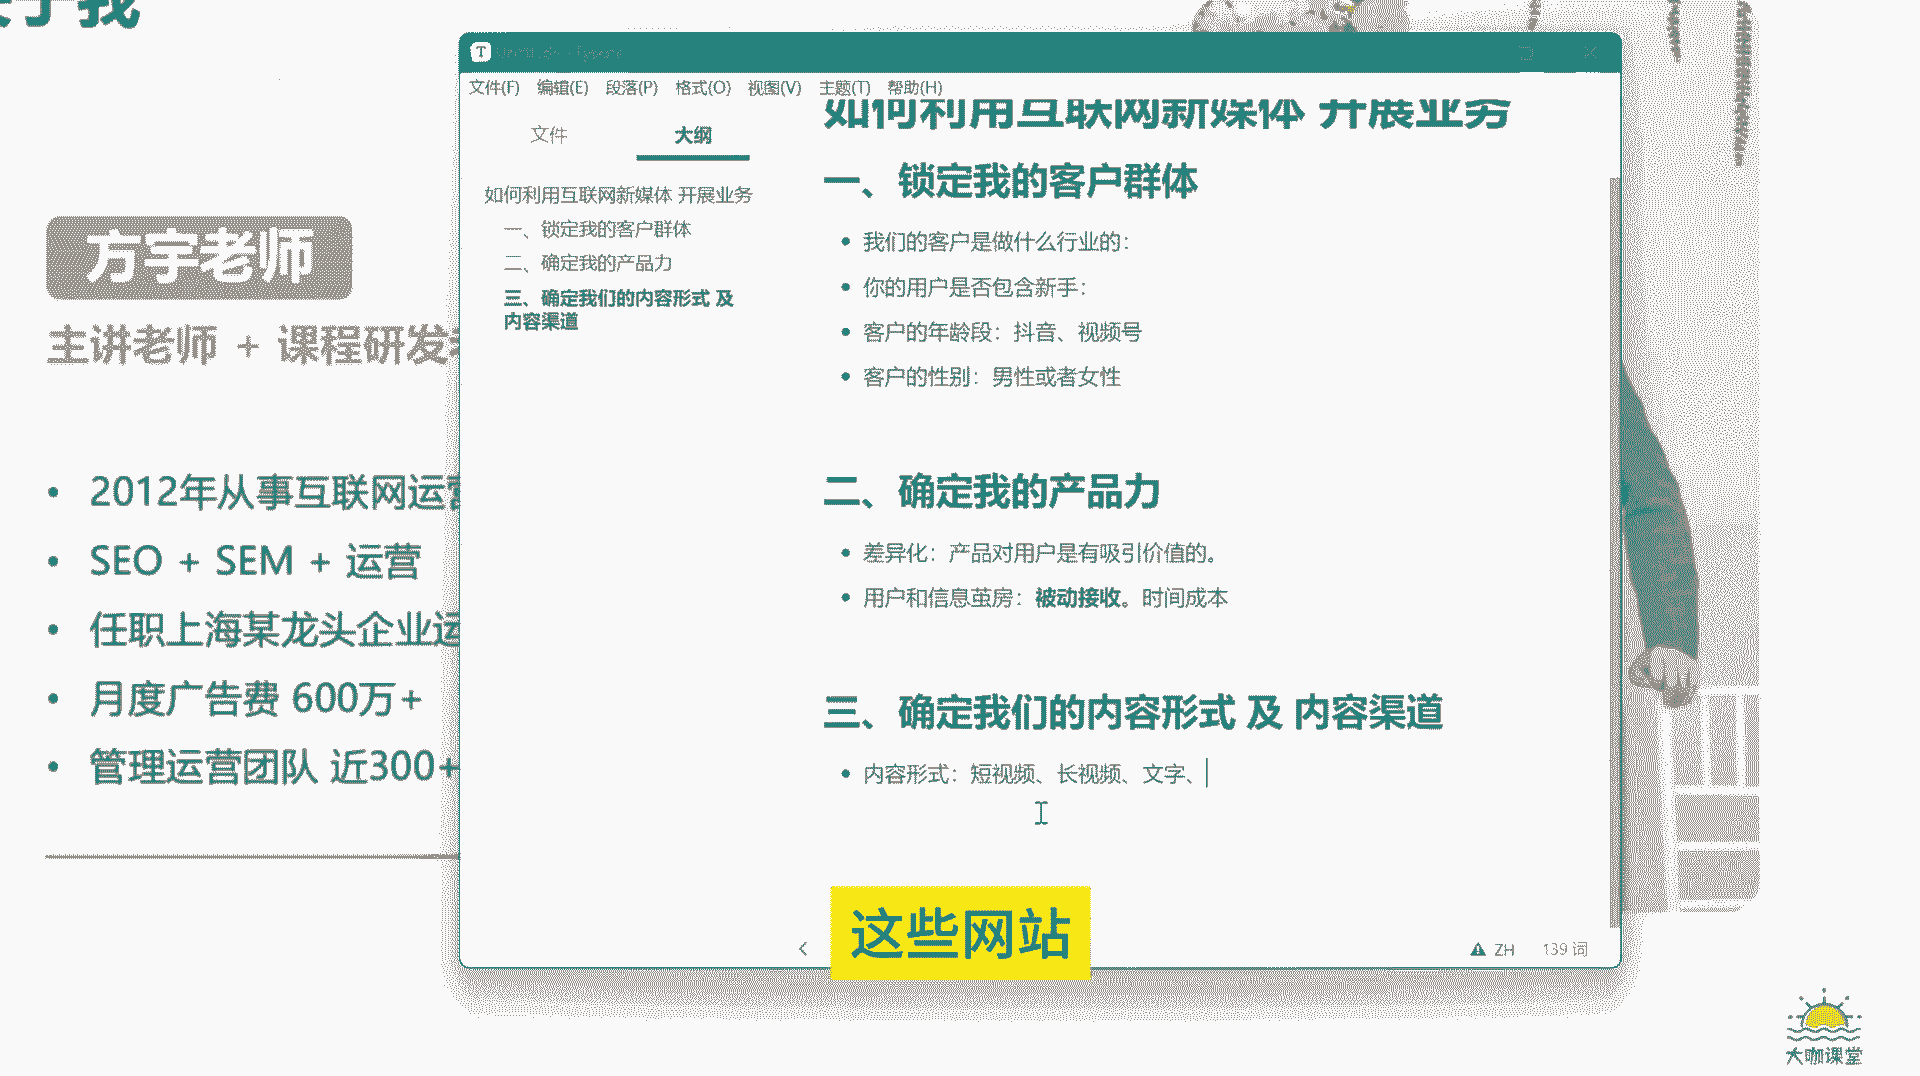 于我
方宇老师
主讲老师 + 课程研发
2012年从事互联网运营
SEO + SEM + 运营
任职上海某龙头企业运
月度广告费 600万+
管理运营团队 近300+
文件(F) 编辑(E) 段落(P) 格式(O) 视图(V) 主题(T) 帮助(H)
文件 大纲
如何利用互联网新媒体 开展业务
一、锁定我的客户群体
二、确定我的产品力
三、确定我们的内容形式 及
内容渠道
如何利用互联网新媒体 开展业务
一、锁定我的客户群体
我们的客户是做什么行业的：
你的用户是否包含新手：
客户的年龄段：抖音、视频号
客户的性别：男性或者女性
二、确定我的产品力
差异化：产品对用户是有吸引价值的。
用户和信息茧房：被动接收。时间成本
三、确定我们的内容形式 及 内容渠道
内容形式：短视频、长视频、文字、
这些网站
ZH 139 词
大咖课堂